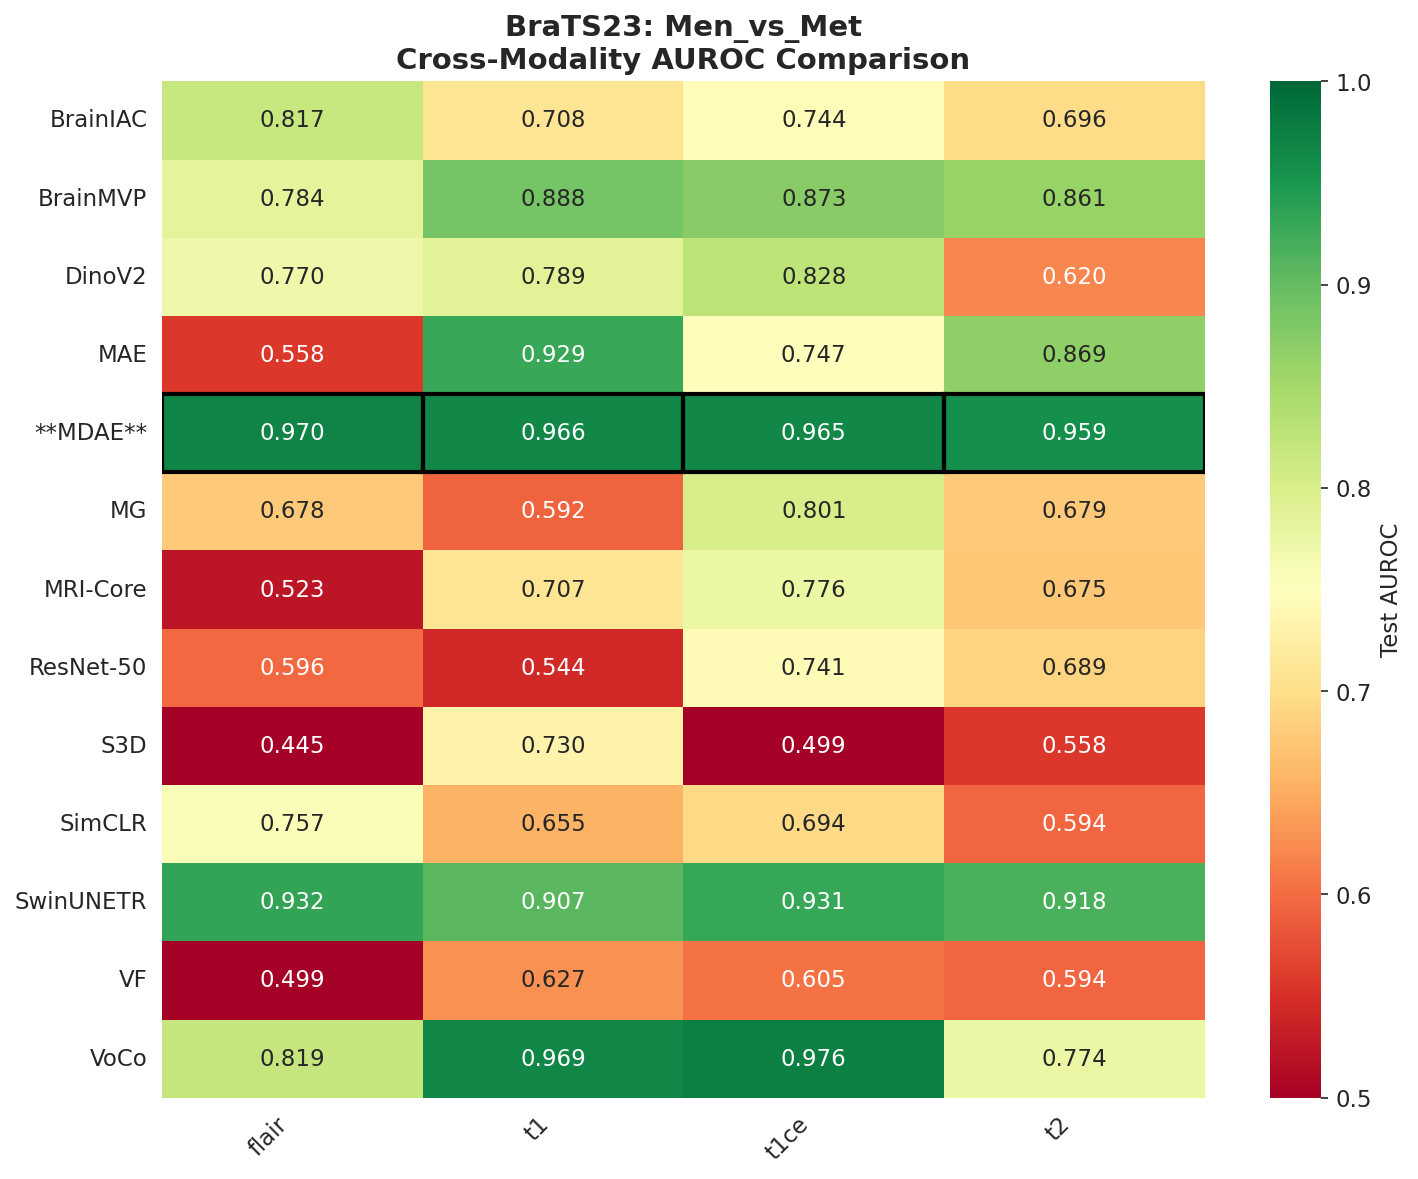 BraTS23: Men_vs_Met
Cross-Modality AUROC Comparison
BrainIAC 0.817 0.708 0.744 0.696
BrainMVP 0.784 0.888 0.873 0.861
DinoV2 0.770 0.789 0.828 0.620
MAE 0.558 0.929 0.747 0.869
**MDAE** 0.970 0.966 0.965 0.959
MG 0.678 0.592 0.801 0.679
MRI-Core 0.523 0.707 0.776 0.675
ResNet-50 0.596 0.544 0.741 0.689
S3D 0.445 0.730 0.499 0.558
SimCLR 0.757 0.655 0.694 0.594
SwinUNETR 0.932 0.907 0.931 0.918
VF 0.499 0.627 0.605 0.594
VoCo 0.819 0.969 0.976 0.774
flair t1 t1ce t2
1.0
0.9
0.8
0.7
0.6
0.5
Test AUROC